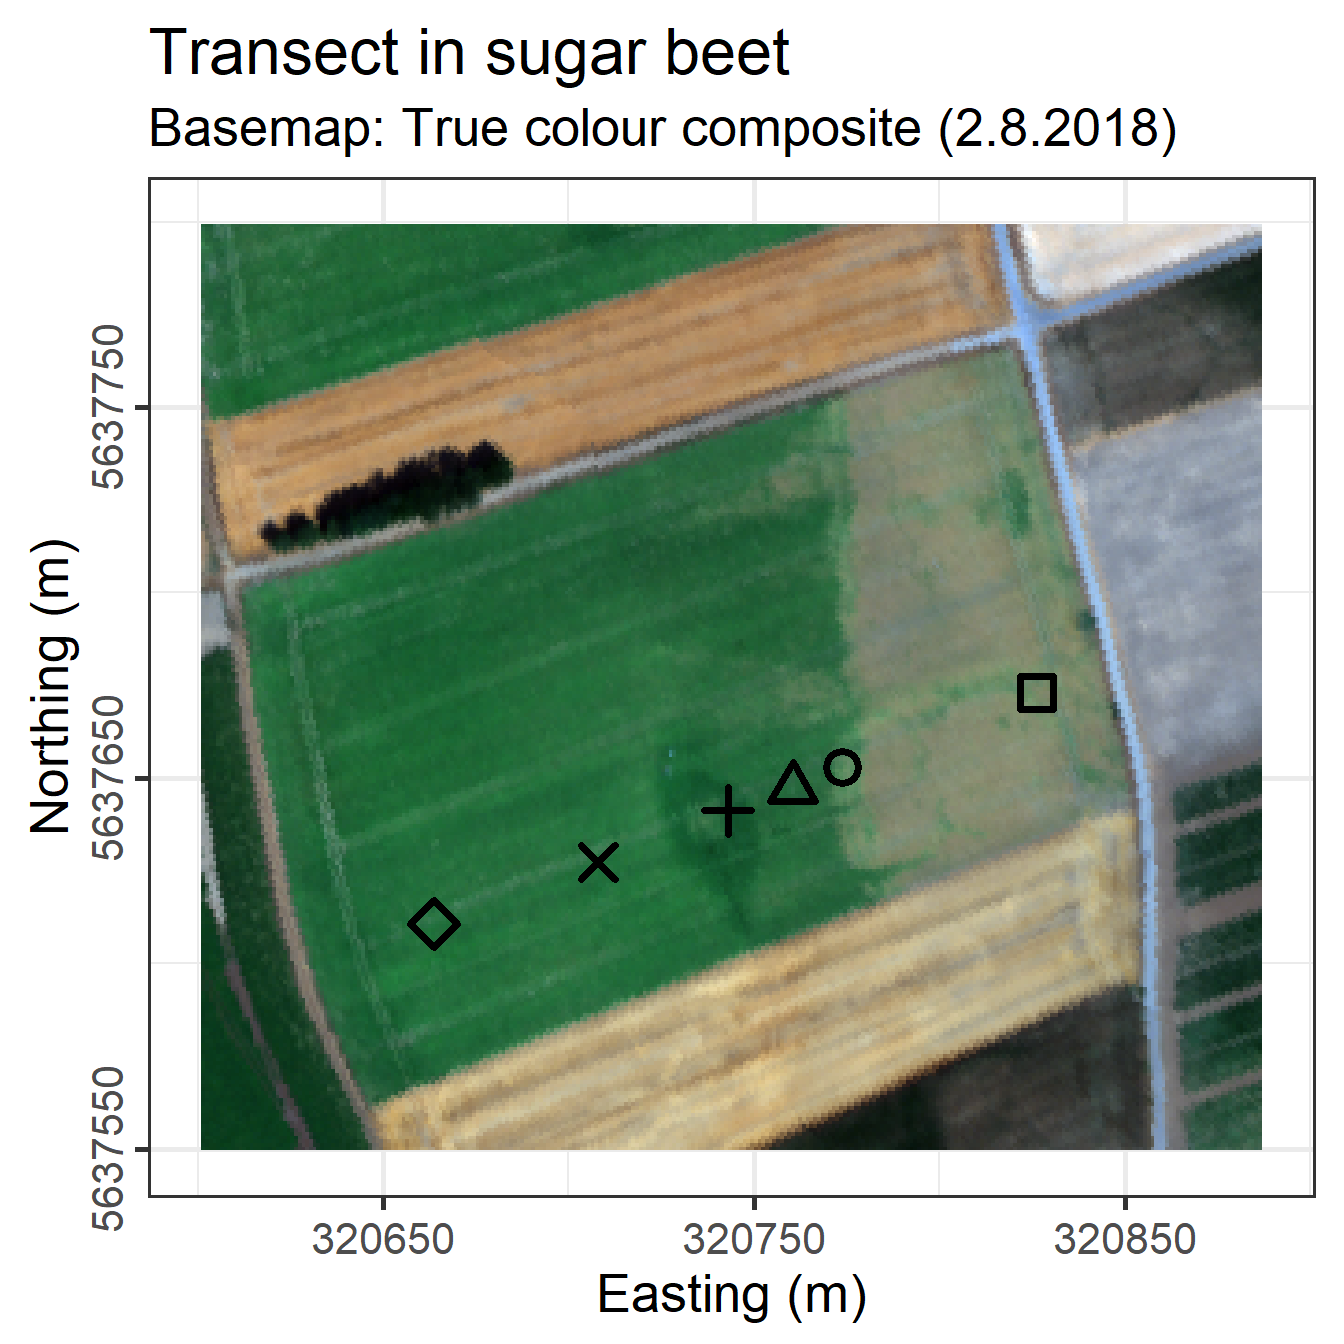 Transect in sugar beet
Basemap: True colour composite (2.8.2018)
Northing (m)
5637750
5637650
5637550
320650
320750
320850
Easting (m)